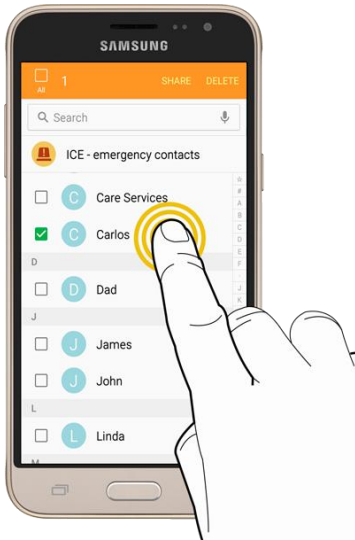 SAMSUNG
All 1 SHARE DELETE
Search
ICE - emergency contacts
Care Services
C Carlos
D
D Dad
J
J James
J John
L
L Linda